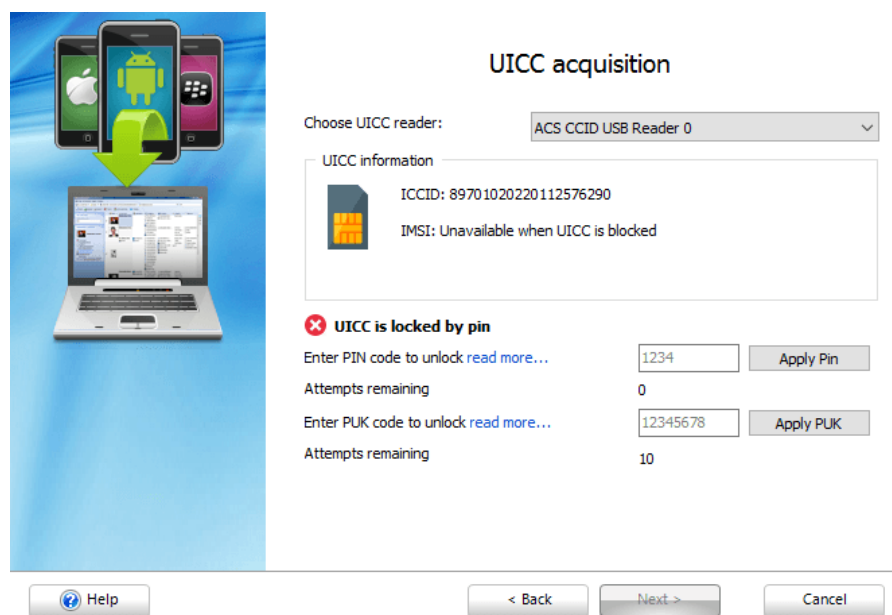 UICC acquisition
Choose UICC reader: ACS CCID USB Reader 0
UICC information
ICCID: 89701020220112576290
IMSI: Unavailable when UICC is blocked
UICC is locked by pin
Enter PIN code to unlock read more... 1234 Apply Pin
Attempts remaining 0
Enter PUK code to unlock read more... 12345678 Apply PUK
Attempts remaining 10
Help < Back Next > Cancel